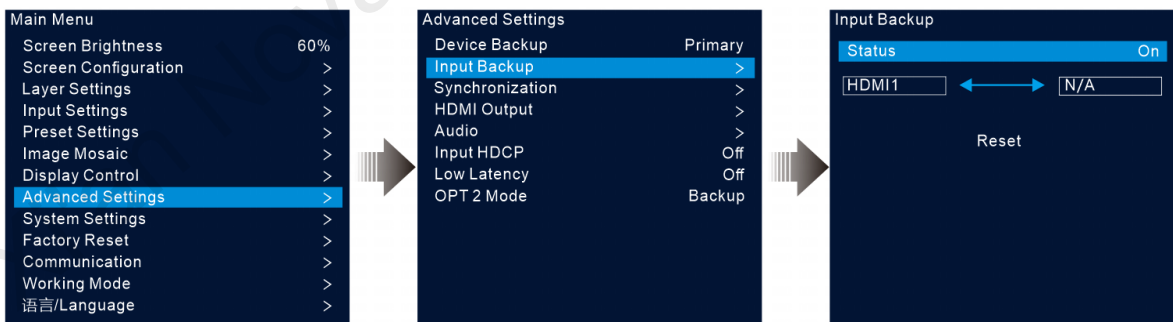 Main Menu
Screen Brightness 60%
Screen Configuration >
Layer Settings >
Input Settings >
Preset Settings >
Image Mosaic >
Display Control >
Advanced Settings >
System Settings >
Factory Reset >
Communication >
Working Mode >
语言/Language >
Advanced Settings
Device Backup Primary
Input Backup >
Synchronization >
HDMI Output >
Audio >
Input HDCP Off
Low Latency Off
OPT 2 Mode Backup
Input Backup
Status On
HDMI1 N/A
Reset